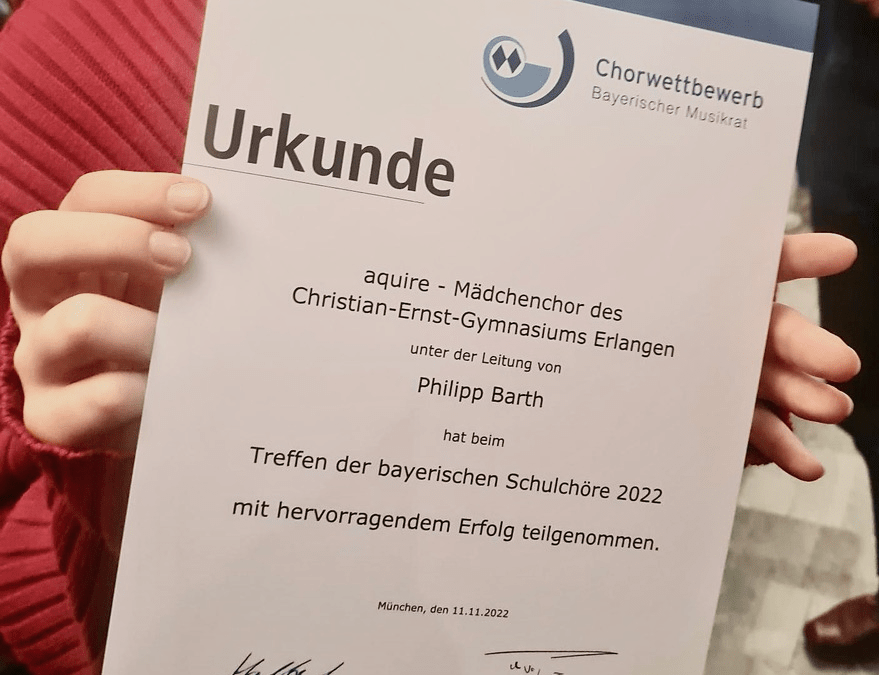 Chorwettbewerb
Bayerischer Musikrat
Urkunde
aquire - Mädchenchor des
Christian-Ernst-Gymnasiums Erlangen
unter der Leitung von
Philipp Barth
hat beim
Treffen der bayerischen Schulchöre 2022
mit hervorragendem Erfolg teilgenommen.
München, den 11.11.2022